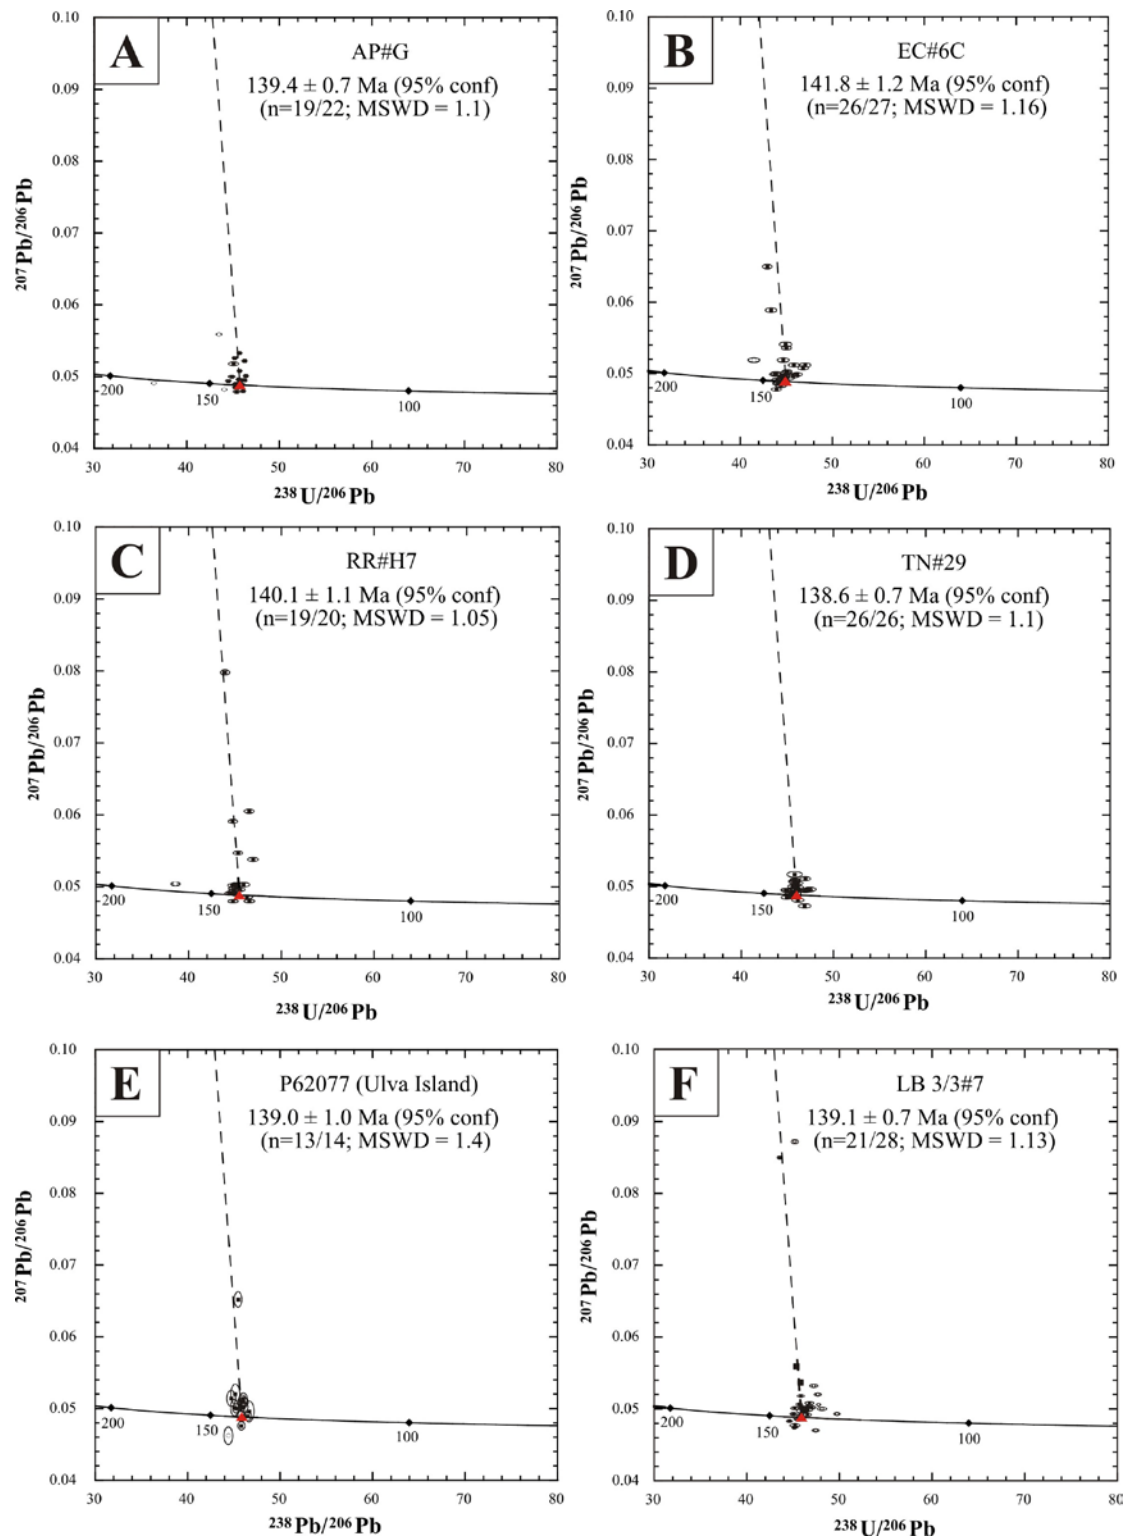 A
AP#G
139.4 ± 0.7 Ma (95% conf)
(n=19/22; MSWD = 1.1)
0.10
0.09
0.08
0.07
0.06
0.05
0.04
207Pb/206Pb
200
150
100
30
40
50
60
70
80
238U/206Pb
B
EC#6C
141.8 ± 1.2 Ma (95% conf)
(n=26/27; MSWD = 1.16)
0.10
0.09
0.08
0.07
0.06
0.05
0.04
207Pb/206Pb
200
150
100
30
40
50
60
70
80
238U/206Pb
C
RR#H7
140.1 ± 1.1 Ma (95% conf)
(n=19/20; MSWD = 1.05)
0.10
0.09
0.08
0.07
0.06
0.05
0.04
207Pb/206Pb
200
150
100
30
40
50
60
70
80
238U/206Pb
D
TN#29
138.6 ± 0.7 Ma (95% conf)
(n=26/26; MSWD = 1.1)
0.10
0.09
0.08
0.07
0.06
0.05
0.04
207Pb/206Pb
200
150
100
30
40
50
60
70
80
238U/206Pb
E
P62077 (Ulva Island)
139.0 ± 1.0 Ma (95% conf)
(n=13/14; MSWD = 1.4)
0.10
0.09
0.08
0.07
0.06
0.05
0.04
207Pb/206Pb
200
150
100
30
40
50
60
70
80
238Pb/206Pb
F
LB 3/3#7
139.1 ± 0.7 Ma (95% conf)
(n=21/28; MSWD = 1.13)
0.10
0.09
0.08
0.07
0.06
0.05
0.04
207Pb/206Pb
200
150
100
30
40
50
60
70
80
238U/206Pb